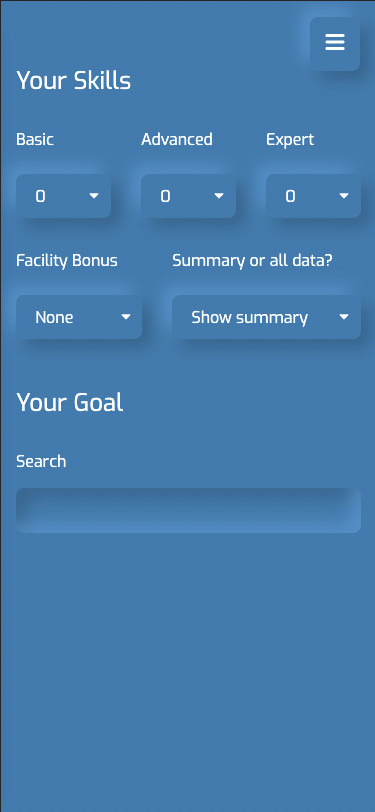 Your Skills
Basic Advanced Expert
0 0 0
Facility Bonus Summary or all data?
None Show summary
Your Goal
Search